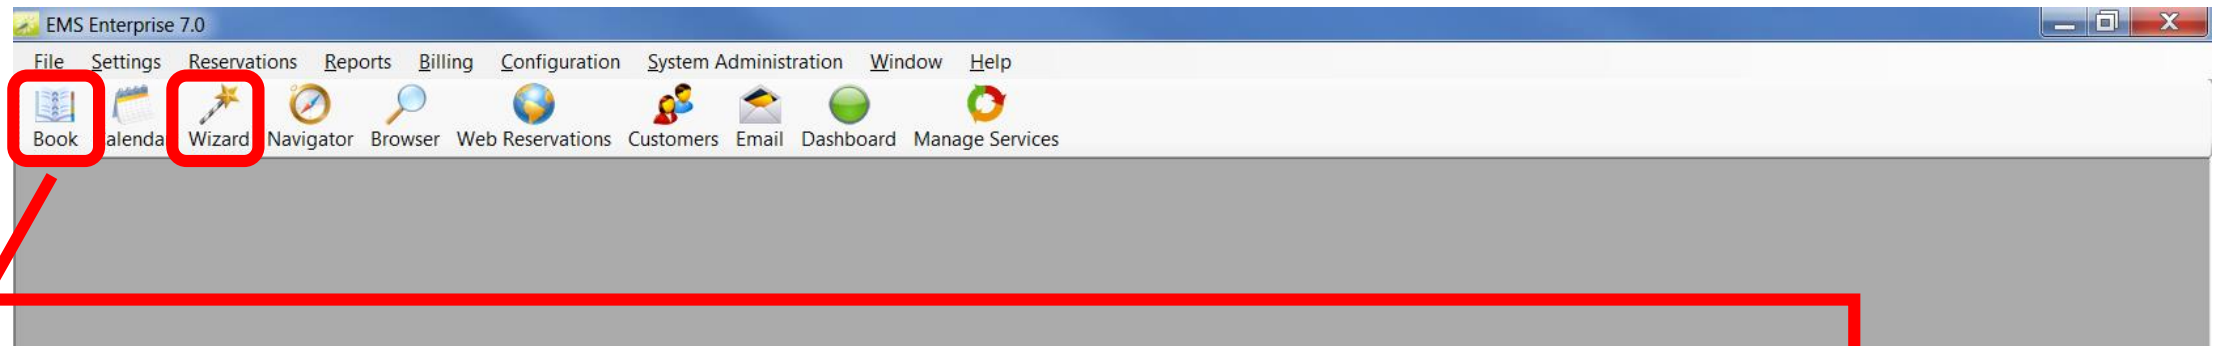 EMS Enterprise 7.0
File Settings Reservations Reports Billing Configuration System Administration Window Help
Book alenda Wizard Navigator Browser Web Reservations Customers Email Dashboard Manage Services